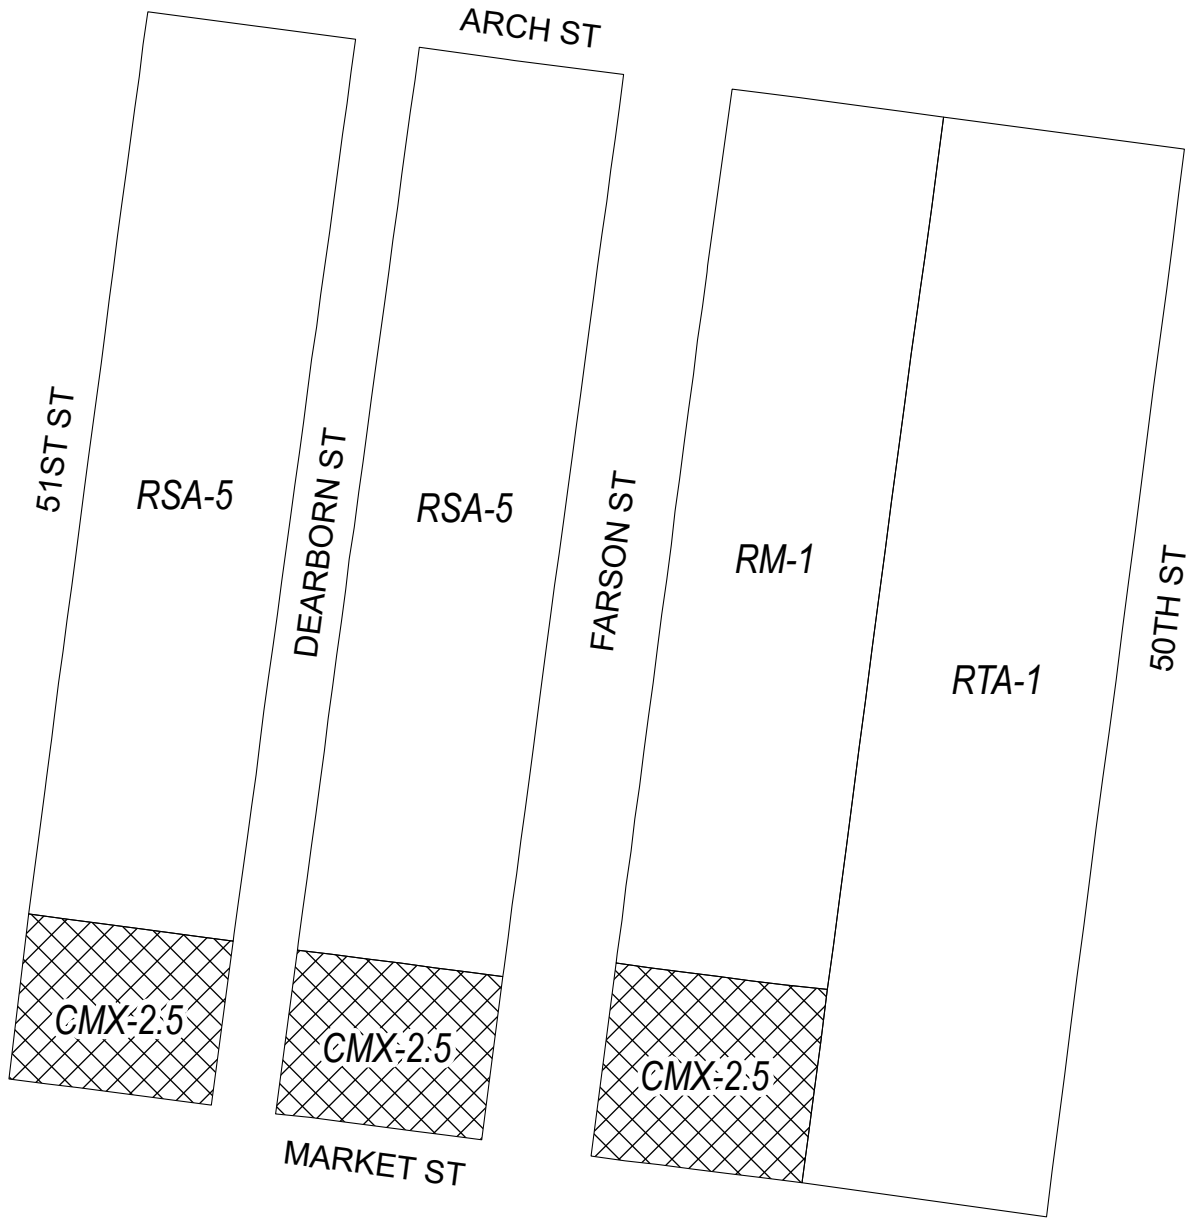 ARCH ST
51ST ST
RSA-5
DEARBORN ST
RSA-5
FARSON ST
RM-1
RTA-1
50TH ST
CMX-2.5
CMX-2.5
CMX-2.5
MARKET ST